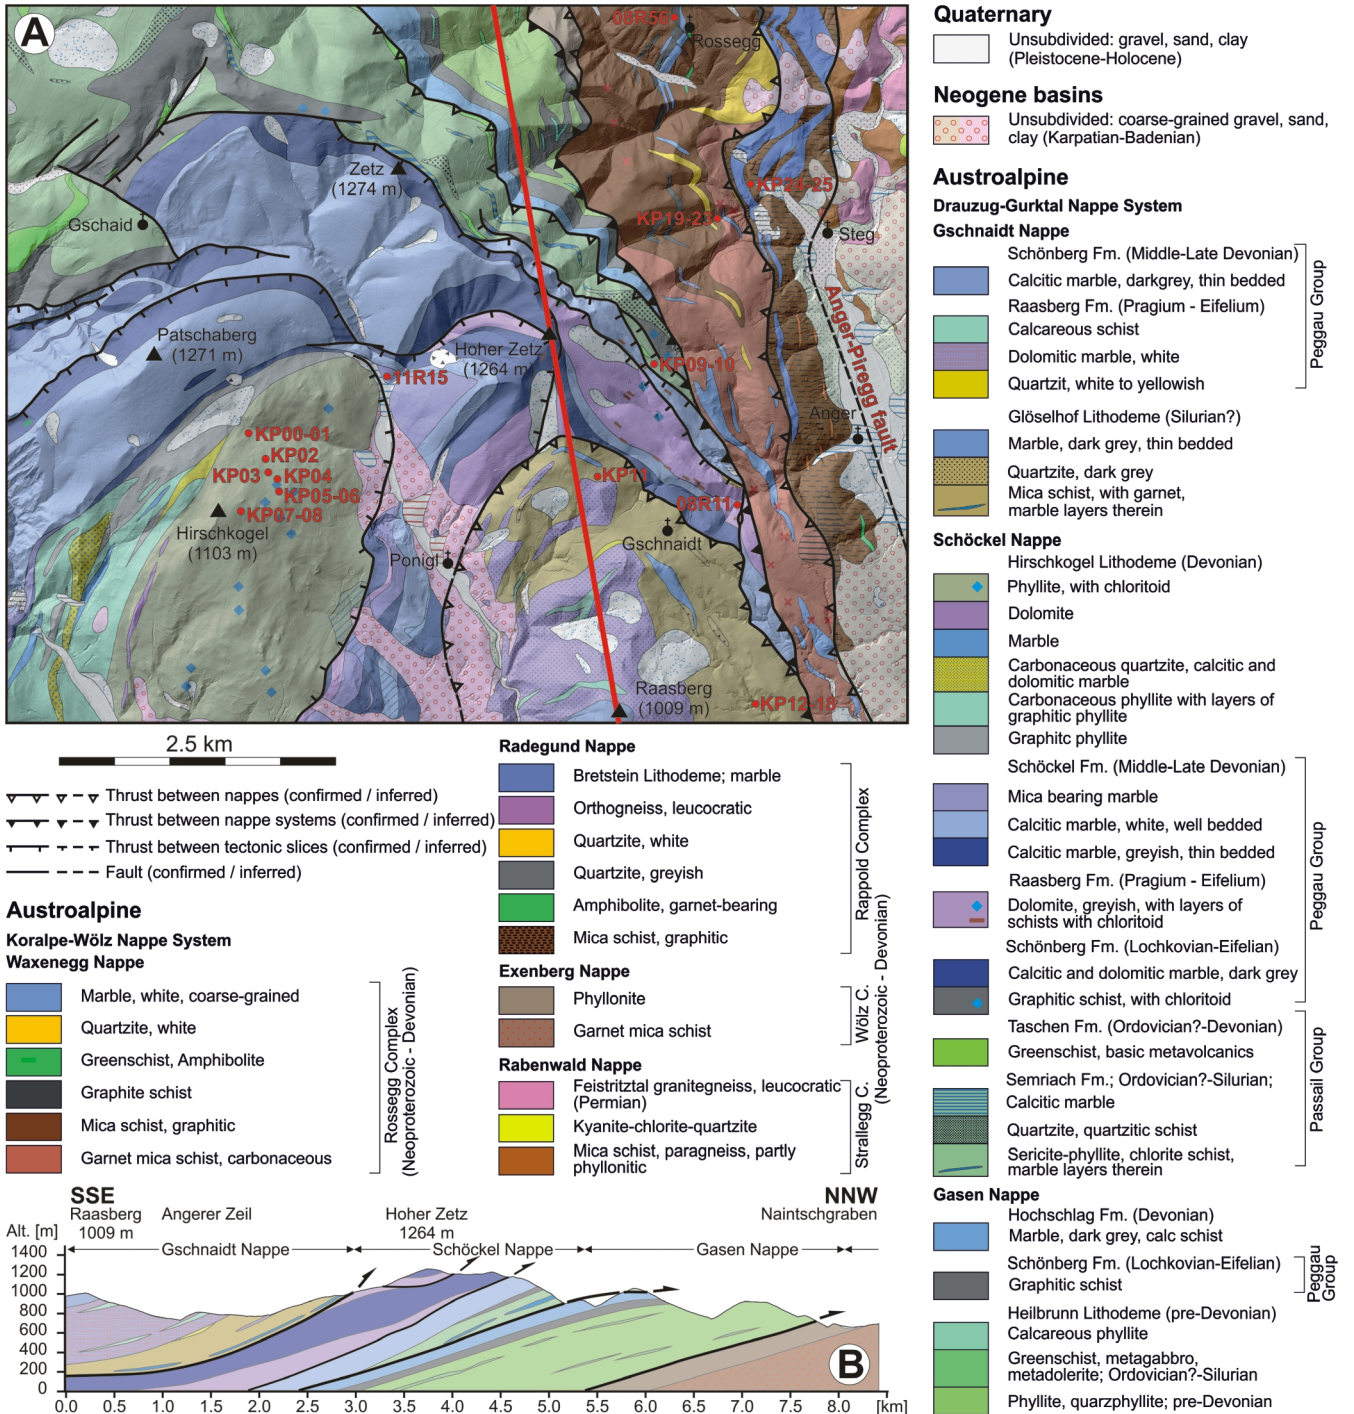 A
08R56
Rossegg
Zetz
(1274 m)
KP24-25
KP19-23
Gschaid
Steg
Anger-Piregg fault
Patschaberg
(1271 m)
Hoher Zetz
(1264 m)
11R15
KP09-10
Anger
KP00-01
KP02
KP03
KP04
KP05-06
KP07-08
KP11
08R11
Hirschkogel
(1103 m)
Gschnaidt
Ponigl
Raasberg
(1009 m)
KP12-18
2.5 km
Thrust between nappes (confirmed / inferred)
Thrust between nappe systems (confirmed / inferred)
Thrust between tectonic slices (confirmed / inferred)
Fault (confirmed / inferred)
Austroalpine
Koralpe-Wölz Nappe System
Waxenegg Nappe
Marble, white, coarse-grained
Quartzite, white
Greenschist, Amphibolite
Graphite schist
Mica schist, graphitic
Garnet mica schist, carbonaceous
Rossegg Complex
(Neoproterozoic - Devonian)
Radegund Nappe
Bretstein Lithodeme; marble
Orthogneiss, leucocratic
Quartzite, white
Quartzite, greyish
Amphibolite, garnet-bearing
Mica schist, graphitic
Rappold Complex
Exenberg Nappe
Phyllonite
Garnet mica schist
Wölz C.
Rabenwald Nappe
Feistritztal granitegneiss, leucocratic
(Permian)
Kyanite-chlorite-quartzite
Mica schist, paragneiss, partly
phyllonitic
Strallegg C.
(Neoproterozoic - Devonian)
Quaternary
Unsubdivided: gravel, sand, clay
(Pleistocene-Holocene)
Neogene basins
Unsubdivided: coarse-grained gravel, sand,
clay (Karpatian-Badenian)
Austroalpine
Drauzug-Gurktal Nappe System
Gschnaidt Nappe
Schönberg Fm. (Middle-Late Devonian)
Calcitic marble, darkgrey, thin bedded
Raasberg Fm. (Pragium - Eifelium)
Calcareous schist
Dolomitic marble, white
Quartzit, white to yellowish
Peggau Group
Glöselhof Lithodeme (Silurian?)
Marble, dark grey, thin bedded
Quartzite, dark grey
Mica schist, with garnet,
marble layers therein
Schöckel Nappe
Hirschkogel Lithodeme (Devonian)
Phyllite, with chloritoid
Dolomite
Marble
Carbonaceous quartzite, calcitic and
dolomitic marble
Carbonaceous phyllite with layers of
graphitic phyllite
Graphitc phyllite
Schöckel Fm. (Middle-Late Devonian)
Mica bearing marble
Calcitic marble, white, well bedded
Calcitic marble, greyish, thin bedded
Raasberg Fm. (Pragium - Eifelium)
Dolomite, greyish, with layers of
schists with chloritoid
Schönberg Fm. (Lochkovian-Eifelian)
Calcitic and dolomitic marble, dark grey
Graphitic schist, with chloritoid
Peggau Group
Taschen Fm. (Ordovician?-Devonian)
Greenschist, basic metavolcanics
Semriach Fm.; Ordovician?-Silurian;
Calcitic marble
Quartzite, quartzitic schist
Sericite-phyllite, chlorite schist,
marble layers therein
Passail Group
Gasen Nappe
Hochschlag Fm. (Devonian)
Marble, dark grey, calc schist
Schönberg Fm. (Lochkovian-Eifelian)
Graphitic schist
Peggau
Group
Heilbrunn Lithodeme (pre-Devonian)
Calcareous phyllite
Greenschist, metagabbro,
metadolerite; Ordovician?-Silurian
Phyllite, quarzphyllite; pre-Devonian
SSE
NNW
Raasberg
1009 m
Angerer Zeil
Hoher Zetz
1264 m
Naintschgraben
Alt. [m]
Gschnaidt Nappe
Schöckel Nappe
Gasen Nappe
1400
1200
1000
800
600
400
200
0
B
0.0 0.5 1.0 1.5 2.0 2.5 3.0 3.5 4.0 4.5 5.0 5.5 6.0 6.5 7.0 7.5 8.0 [km]